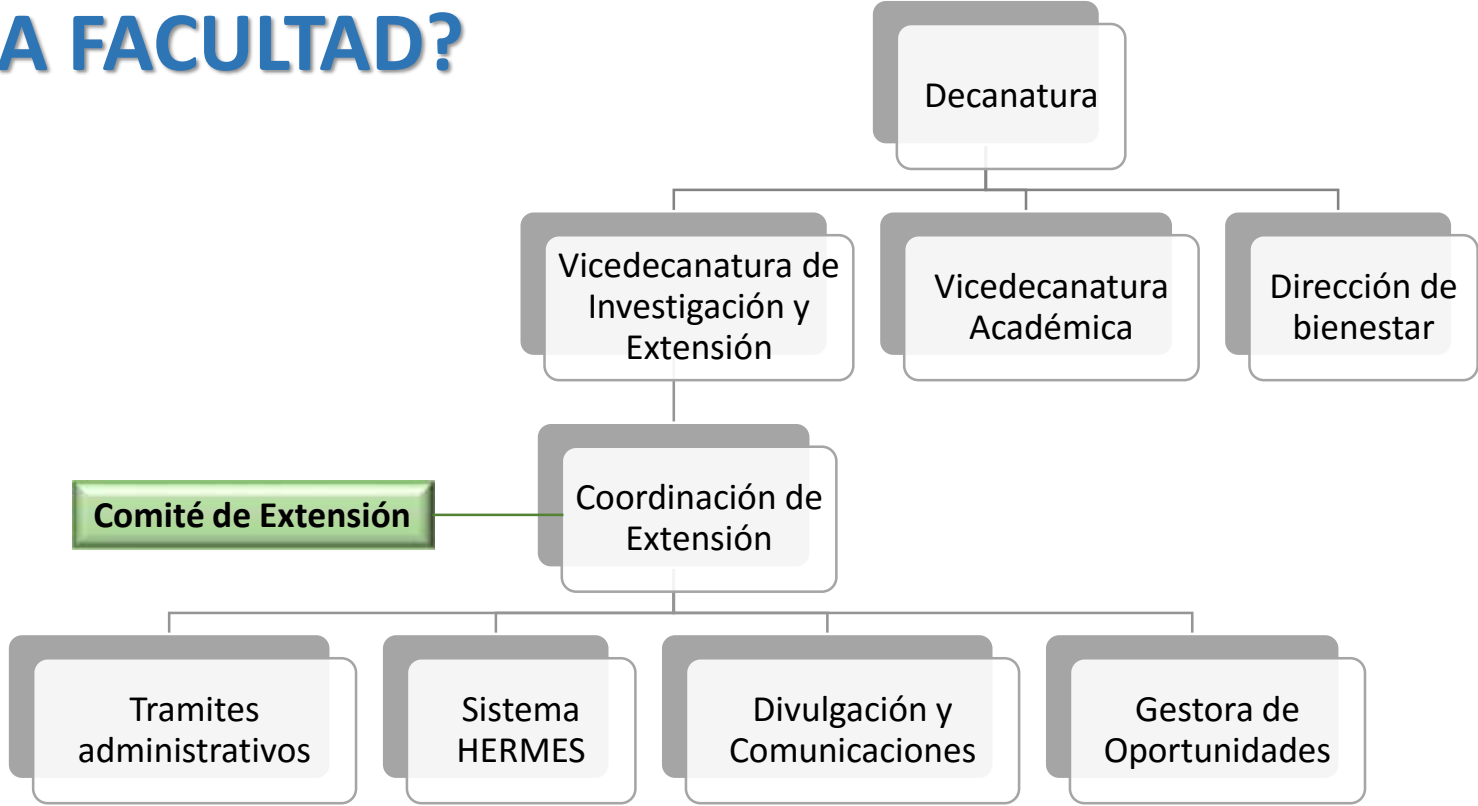 A FACULTAD?
Decanatura
Vicedecanatura de
Investigación y
Extensión
Vicedecanatura
Académica
Dirección de
bienestar
Comité de Extensión
Coordinación de
Extensión
Tramites
administrativos
Sistema
HERMES
Divulgación y
Comunicaciones
Gestora de
Oportunidades